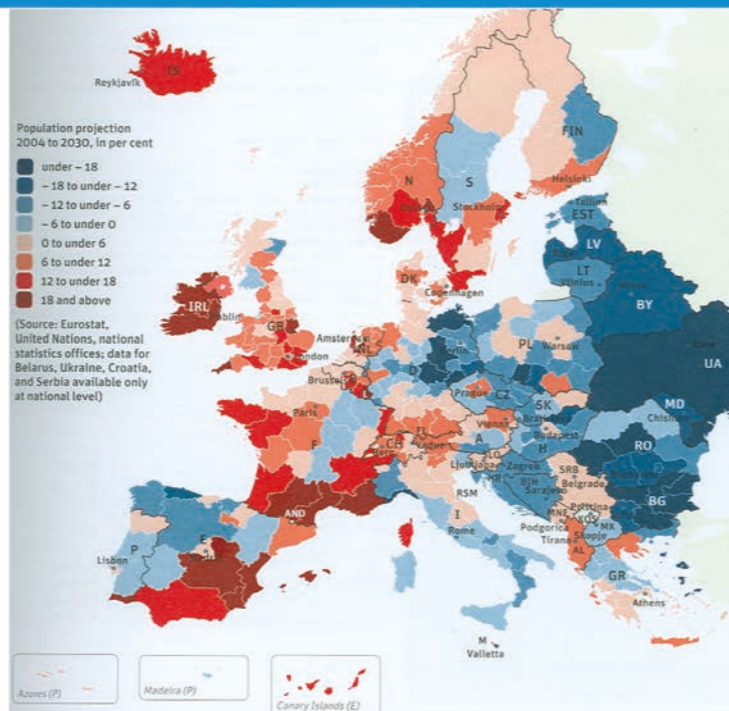 IS
Reykjavík
Population projection
2004 to 2030, in per cent
under – 18
– 18 to under – 12
– 12 to under – 6
– 6 to under 0
0 to under 6
6 to under 12
12 to under 18
18 and above
(Source: Eurostat,
United Nations, national
statistics offices; data for
Belarus, Ukraine, Croatia,
and Serbia available only
at national level)
FIN
N
S
Helsinki
Stockholm
Tallinn
EST
LV
LT
Vilnius
BY
DK
Copenhagen
IRL
Dublin
GB
London
Amsterdam
NL
Brussels
D
PL
Warsaw
UA
Prague
CZ
SK
Paris
F
Vienna
Bratislava
Budapest
H
MD
Chisinau
RO
CH
A
SLO
Ljubljana
Zagreb
HR
BIH
Sarajevo
SRB
Belgrade
BG
AND
RSM
I
Rome
MNE
Podgorica
Pristina
KOS
MK
Skopje
Tirana
AL
GR
Athens
P
Lisbon
E
M
Valletta
Azores (P)
Madeira (P)
Canary Islands (E)